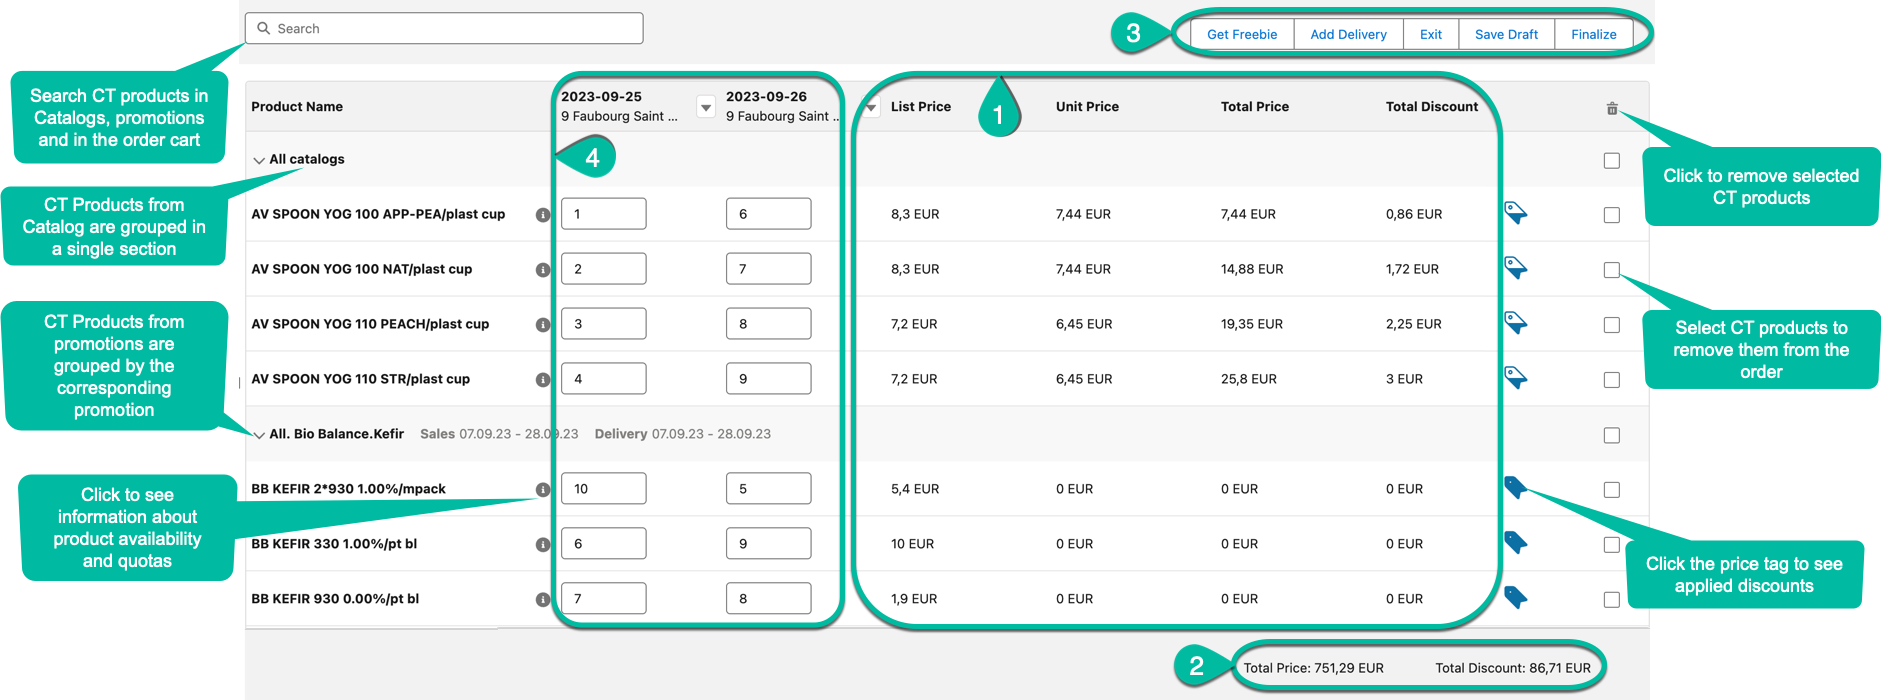 Search
3
Get Freebie Add Delivery Exit Save Draft Finalize
Search CT products in
Catalogs, promotions
and in the order cart
Product Name
2023-09-25
9 Faubourg Saint ...
2023-09-26
9 Faubourg Saint ..
List Price Unit Price Total Price Total Discount
1
4
Click to remove selected
CT products
All catalogs
CT Products from
Catalog are grouped in
a single section
AV SPOON YOG 100 APP-PEA/plast cup 1 6 8,3 EUR 7,44 EUR 7,44 EUR 0,86 EUR
AV SPOON YOG 100 NAT/plast cup 2 7 8,3 EUR 7,44 EUR 14,88 EUR 1,72 EUR
AV SPOON YOG 110 PEACH/plast cup 3 8 7,2 EUR 6,45 EUR 19,35 EUR 2,25 EUR
AV SPOON YOG 110 STR/plast cup 4 9 7,2 EUR 6,45 EUR 25,8 EUR 3 EUR
Select CT products to
remove them from the
order
CT Products from
promotions are
grouped by the
corresponding
promotion
All. Bio Balance.Kefir Sales 07.09.23 - 28.09.23 Delivery 07.09.23 - 28.09.23
BB KEFIR 2*930 1.00%/mpack 10 5 5,4 EUR 0 EUR 0 EUR 0 EUR
BB KEFIR 330 1.00%/pt bl 6 9 10 EUR 0 EUR 0 EUR 0 EUR
BB KEFIR 930 0.00%/pt bl 7 8 1,9 EUR 0 EUR 0 EUR 0 EUR
Click to see
information about
product availability
and quotas
Click the price tag to see
applied discounts
2
Total Price: 751,29 EUR Total Discount: 86,71 EUR